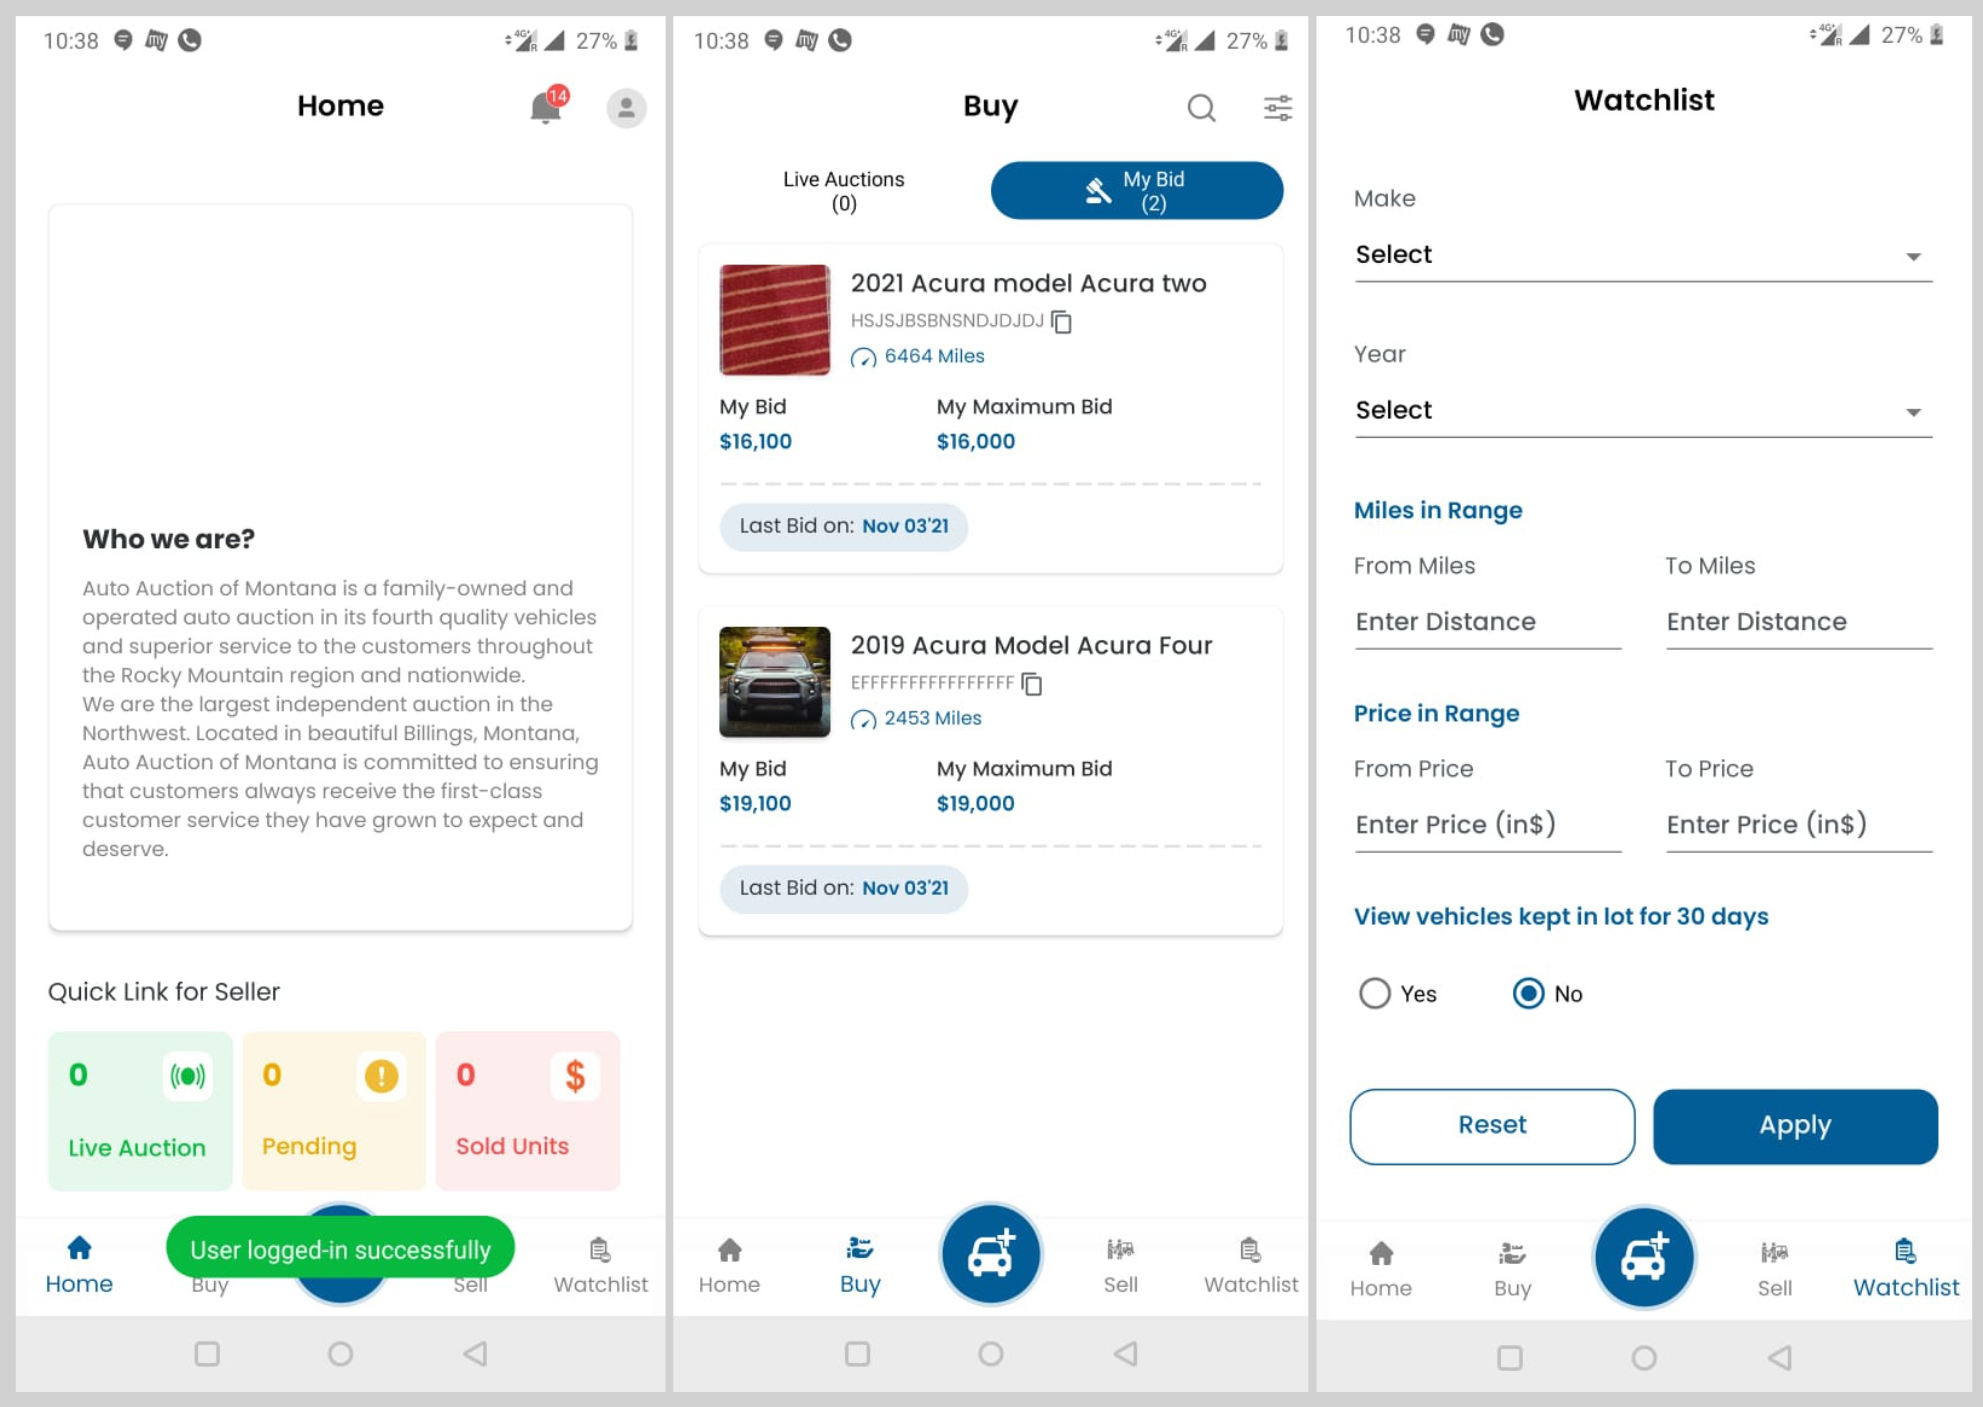 10:38 my 4G+ R 27%
Home
14
Who we are?
Auto Auction of Montana is a family-owned and
operated auto auction in its fourth quality vehicles
and superior service to the customers throughout
the Rocky Mountain region and nationwide.
We are the largest independent auction in the
Northwest. Located in beautiful Billings, Montana,
Auto Auction of Montana is committed to ensuring
that customers always receive the first-class
customer service they have grown to expect and
deserve.
Quick Link for Seller
0 0 0 $
Live Auction Pending Sold Units
User logged-in successfully
Home Buy Sell Watchlist
10:38 my 4G+ R 27%
Buy
Live Auctions
(0)
My Bid
(2)
2021 Acura model Acura two
HSJSJBSBNSNDJDJDJ
6464 Miles
My Bid My Maximum Bid
$16,100 $16,000
Last Bid on: Nov 03'21
2019 Acura Model Acura Four
EFFFFFFFFFFFFFFFF
2453 Miles
My Bid My Maximum Bid
$19,100 $19,000
Last Bid on: Nov 03'21
Home Buy Sell Watchlist
10:38 my 4G+ R 27%
Watchlist
Make
Select
Year
Select
Miles in Range
From Miles To Miles
Enter Distance Enter Distance
Price in Range
From Price To Price
Enter Price (in$) Enter Price (in$)
View vehicles kept in lot for 30 days
Yes No
Reset Apply
Home Buy Sell Watchlist